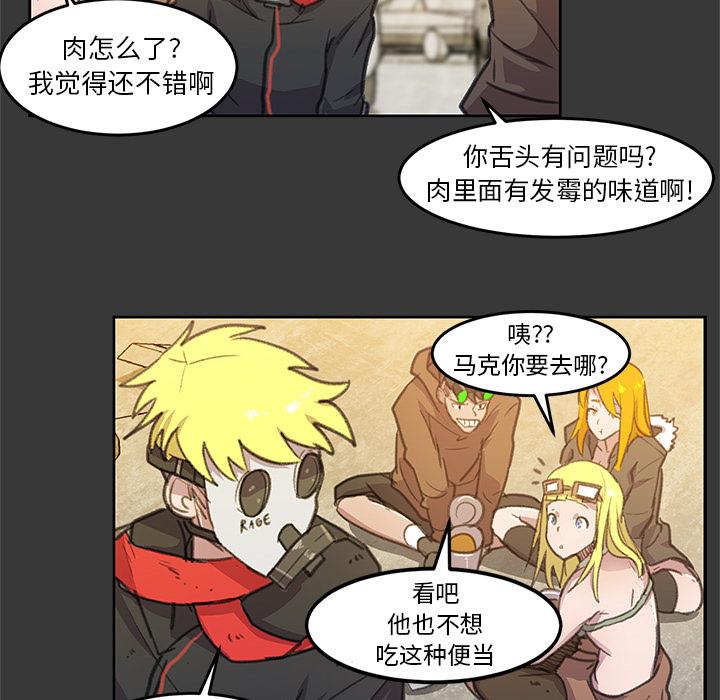 肉怎么了?
我觉得还不错啊
你舌头有问题吗?
肉里面有发霉的味道啊!
咦??
马克你要去哪?
RAGE
看吧
他也不想
吃这种便当